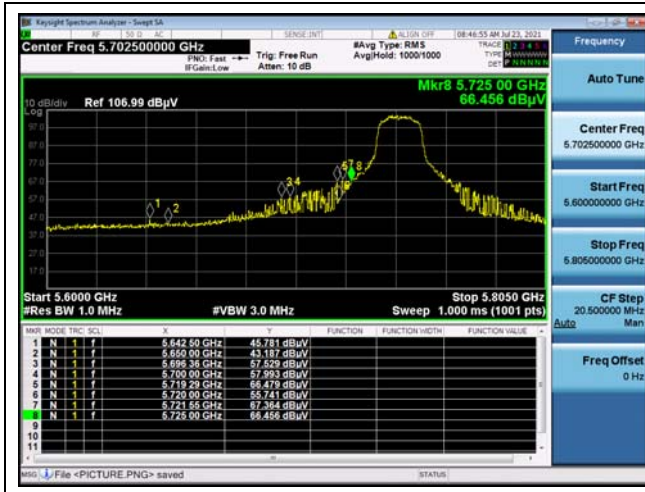 Keysight Spectrum Analyzer - Swept SA
RF 50 Ω AC SENSE:INT ALIGN OFF 08:46:55 AM Jul 23, 2021
Center Freq 5.702500000 GHz
PNO: Fast Trig: Free Run
IFGain:Low Atten: 10 dB
#Avg Type: RMS
Avg|Hold: 1000/1000
TRACE 1 2 3 4 5 6
TYPE
DET P N N N N N
Mkr8 5.725 00 GHz
66.456 dBµV
10 dB/div Ref 106.99 dBµV
Log
97.0
87.0
77.0
67.0
57.0
47.0
37.0
27.0
17.0
1 2 3 4 5 7 8
Start 5.6000 GHz Stop 5.8050 GHz
#Res BW 1.0 MHz #VBW 3.0 MHz Sweep 1.000 ms (1001 pts)
MKR MODE TRC SCL X Y FUNCTION FUNCTION WIDTH FUNCTION VALUE
1 N 1 f 5.642 50 GHz 45.781 dBµV
2 N 1 f 5.650 00 GHz 43.187 dBµV
3 N 1 f 5.696 36 GHz 57.529 dBµV
4 N 1 f 5.700 00 GHz 57.993 dBµV
5 N 1 f 5.719 29 GHz 66.479 dBµV
6 N 1 f 5.720 00 GHz 55.741 dBµV
7 N 1 f 5.721 55 GHz 67.364 dBµV
8 N 1 f 5.725 00 GHz 66.456 dBµV
9
10
11
MSG File <PICTURE.PNG> saved STATUS
Frequency
Auto Tune
Center Freq
5.702500000 GHz
Start Freq
5.600000000 GHz
Stop Freq
5.805000000 GHz
CF Step
20.500000 MHz
Auto Man
Freq Offset
0 Hz